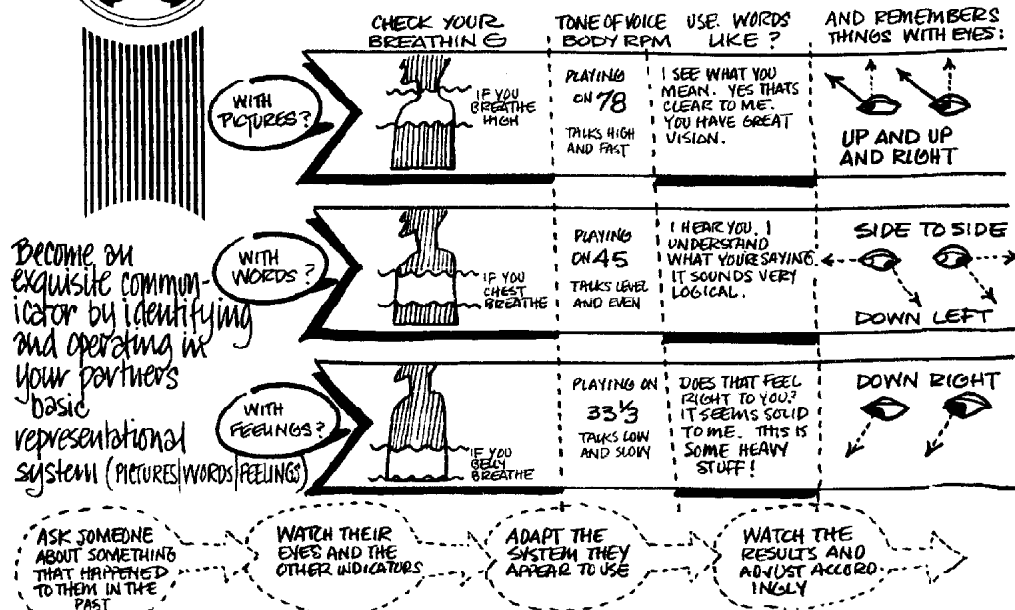 CHECK YOUR
BREATHING
TONE OF VOICE
BODY RPM
USE WORDS
LIKE?
AND REMEMBERS
THINGS WITH EYES:
WITH
PICTURES?
IF YOU
BREATHE
HIGH
PLAYING
ON 78
TALKS HIGH
AND FAST
I SEE WHAT YOU
MEAN. YES THATS
CLEAR TO ME.
YOU HAVE GREAT
VISION.
UP AND UP
AND RIGHT
WITH
WORDS?
IF YOU
CHEST
BREATHE
PLAYING
ON 45
TALKS LEVEL
AND EVEN
I HEAR YOU. I
UNDERSTAND
WHAT YOURE SAYING.
IT SOUNDS VERY
LOGICAL.
SIDE TO SIDE
DOWN LEFT
Become an
exquisite commun-
icator by identifying
and operating in
your partners
basic
representational
system (PICTURES|WORDS|FEELINGS)
WITH
FEELINGS?
IF YOU
BELLY
BREATHE
PLAYING ON
33 1/3
TALKS LOW
AND SLOW
DOES THAT FEEL
RIGHT TO YOU?
IT SEEMS SOLID
TO ME. THIS IS
SOME HEAVY
STUFF!
DOWN RIGHT
ASK SOMEONE
ABOUT SOMETHING
THAT HAPPENED
TO THEM IN THE
PAST
WATCH THEIR
EYES AND THE
OTHER INDICATORS
ADAPT THE
SYSTEM THEY
APPEAR TO USE
WATCH THE
RESULTS AND
ADJUST ACCORD
INGLY